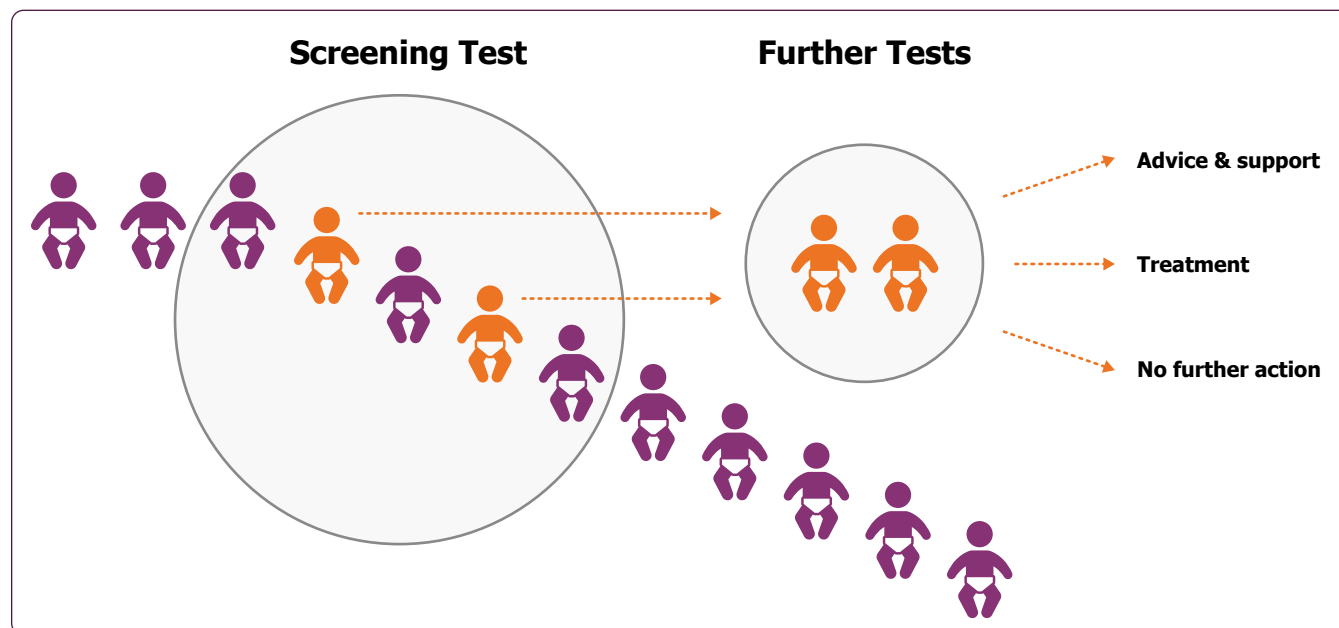 Screening Test
Further Tests
Advice & support
Treatment
No further action